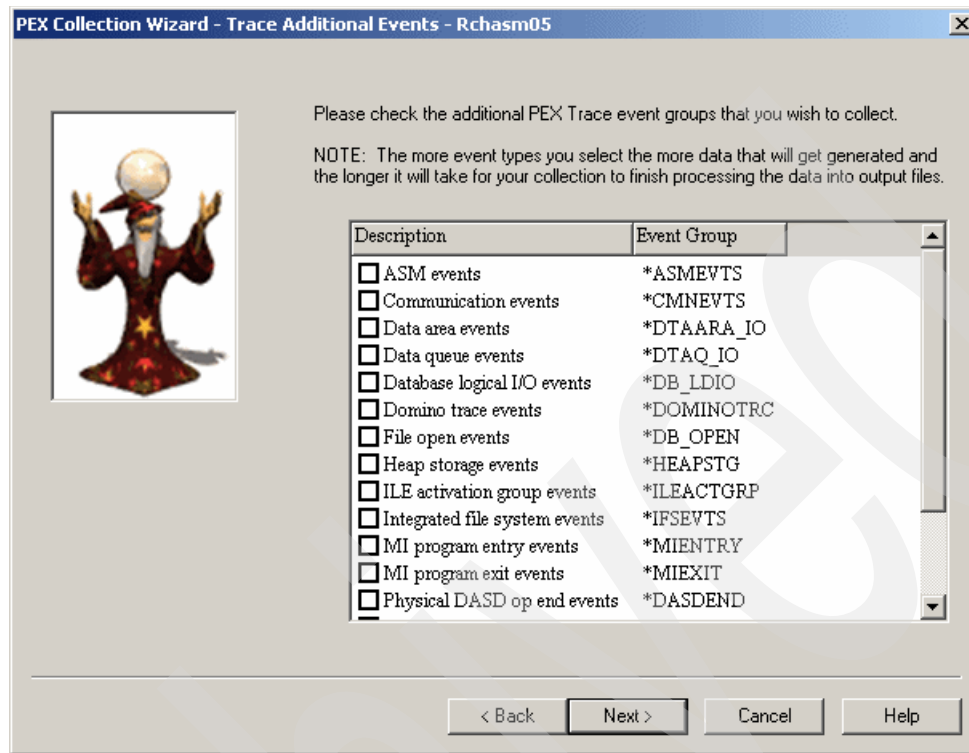 PEX Collection Wizard - Trace Additional Events - Rchasm05
Please check the additional PEX Trace event groups that you wish to collect.
NOTE: The more event types you select the more data that will get generated and
the longer it will take for your collection to finish processing the data into output files.
Description Event Group
ASM events *ASMEVTS
Communication events *CMNEVTS
Data area events *DTAARA_IO
Data queue events *DTAQ_IO
Database logical I/O events *DB_LDIO
Domino trace events *DOMINOTRC
File open events *DB_OPEN
Heap storage events *HEAPSTG
ILE activation group events *ILEACTGRP
Integrated file system events *IFSEVTS
MI program entry events *MIENTRY
MI program exit events *MIEXIT
Physical DASD op end events *DASDEND
< Back Next > Cancel Help